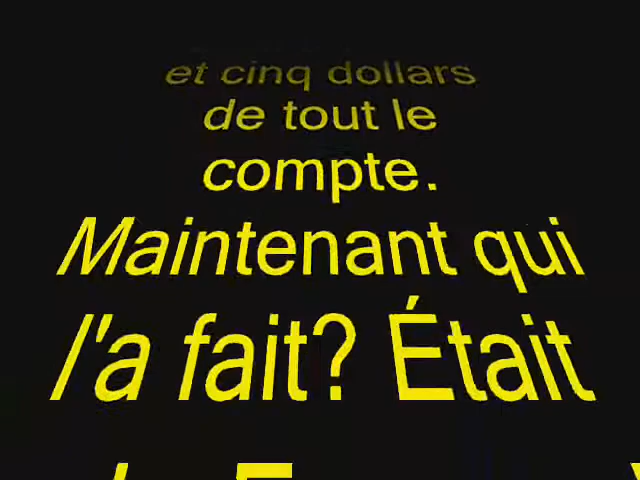 et cinq dollars
de tout le
compte.
Maintenant qui
l'a fait? Était